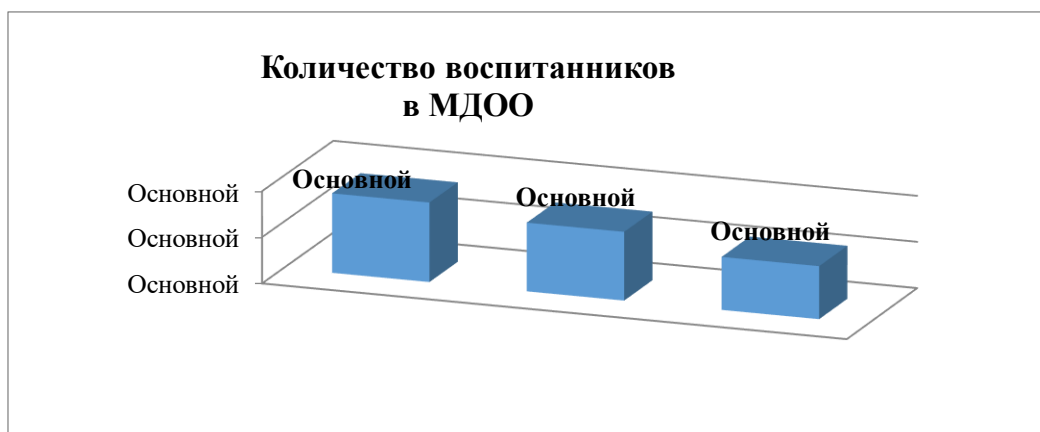 Количество воспитанников
в МДОО
Основной
Основной
Основной
Основной
Основной
Основной